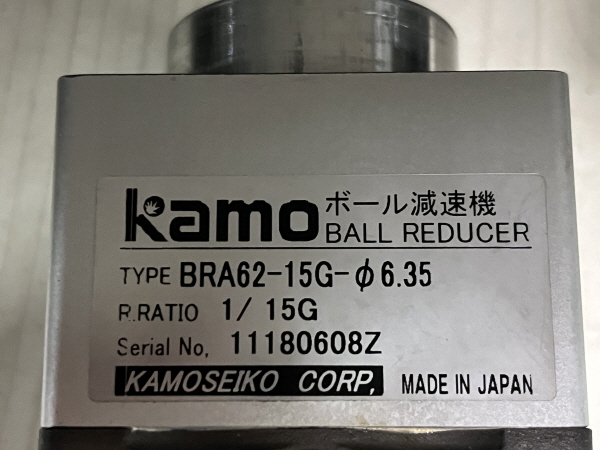 Kamo ボール減速機
BALL REDUCER
TYPE BRA62-15G-φ6.35
R.RATIO 1/ 15G
Serial No, 11180608Z
KAMOSEIKO CORP, MADE IN JAPAN